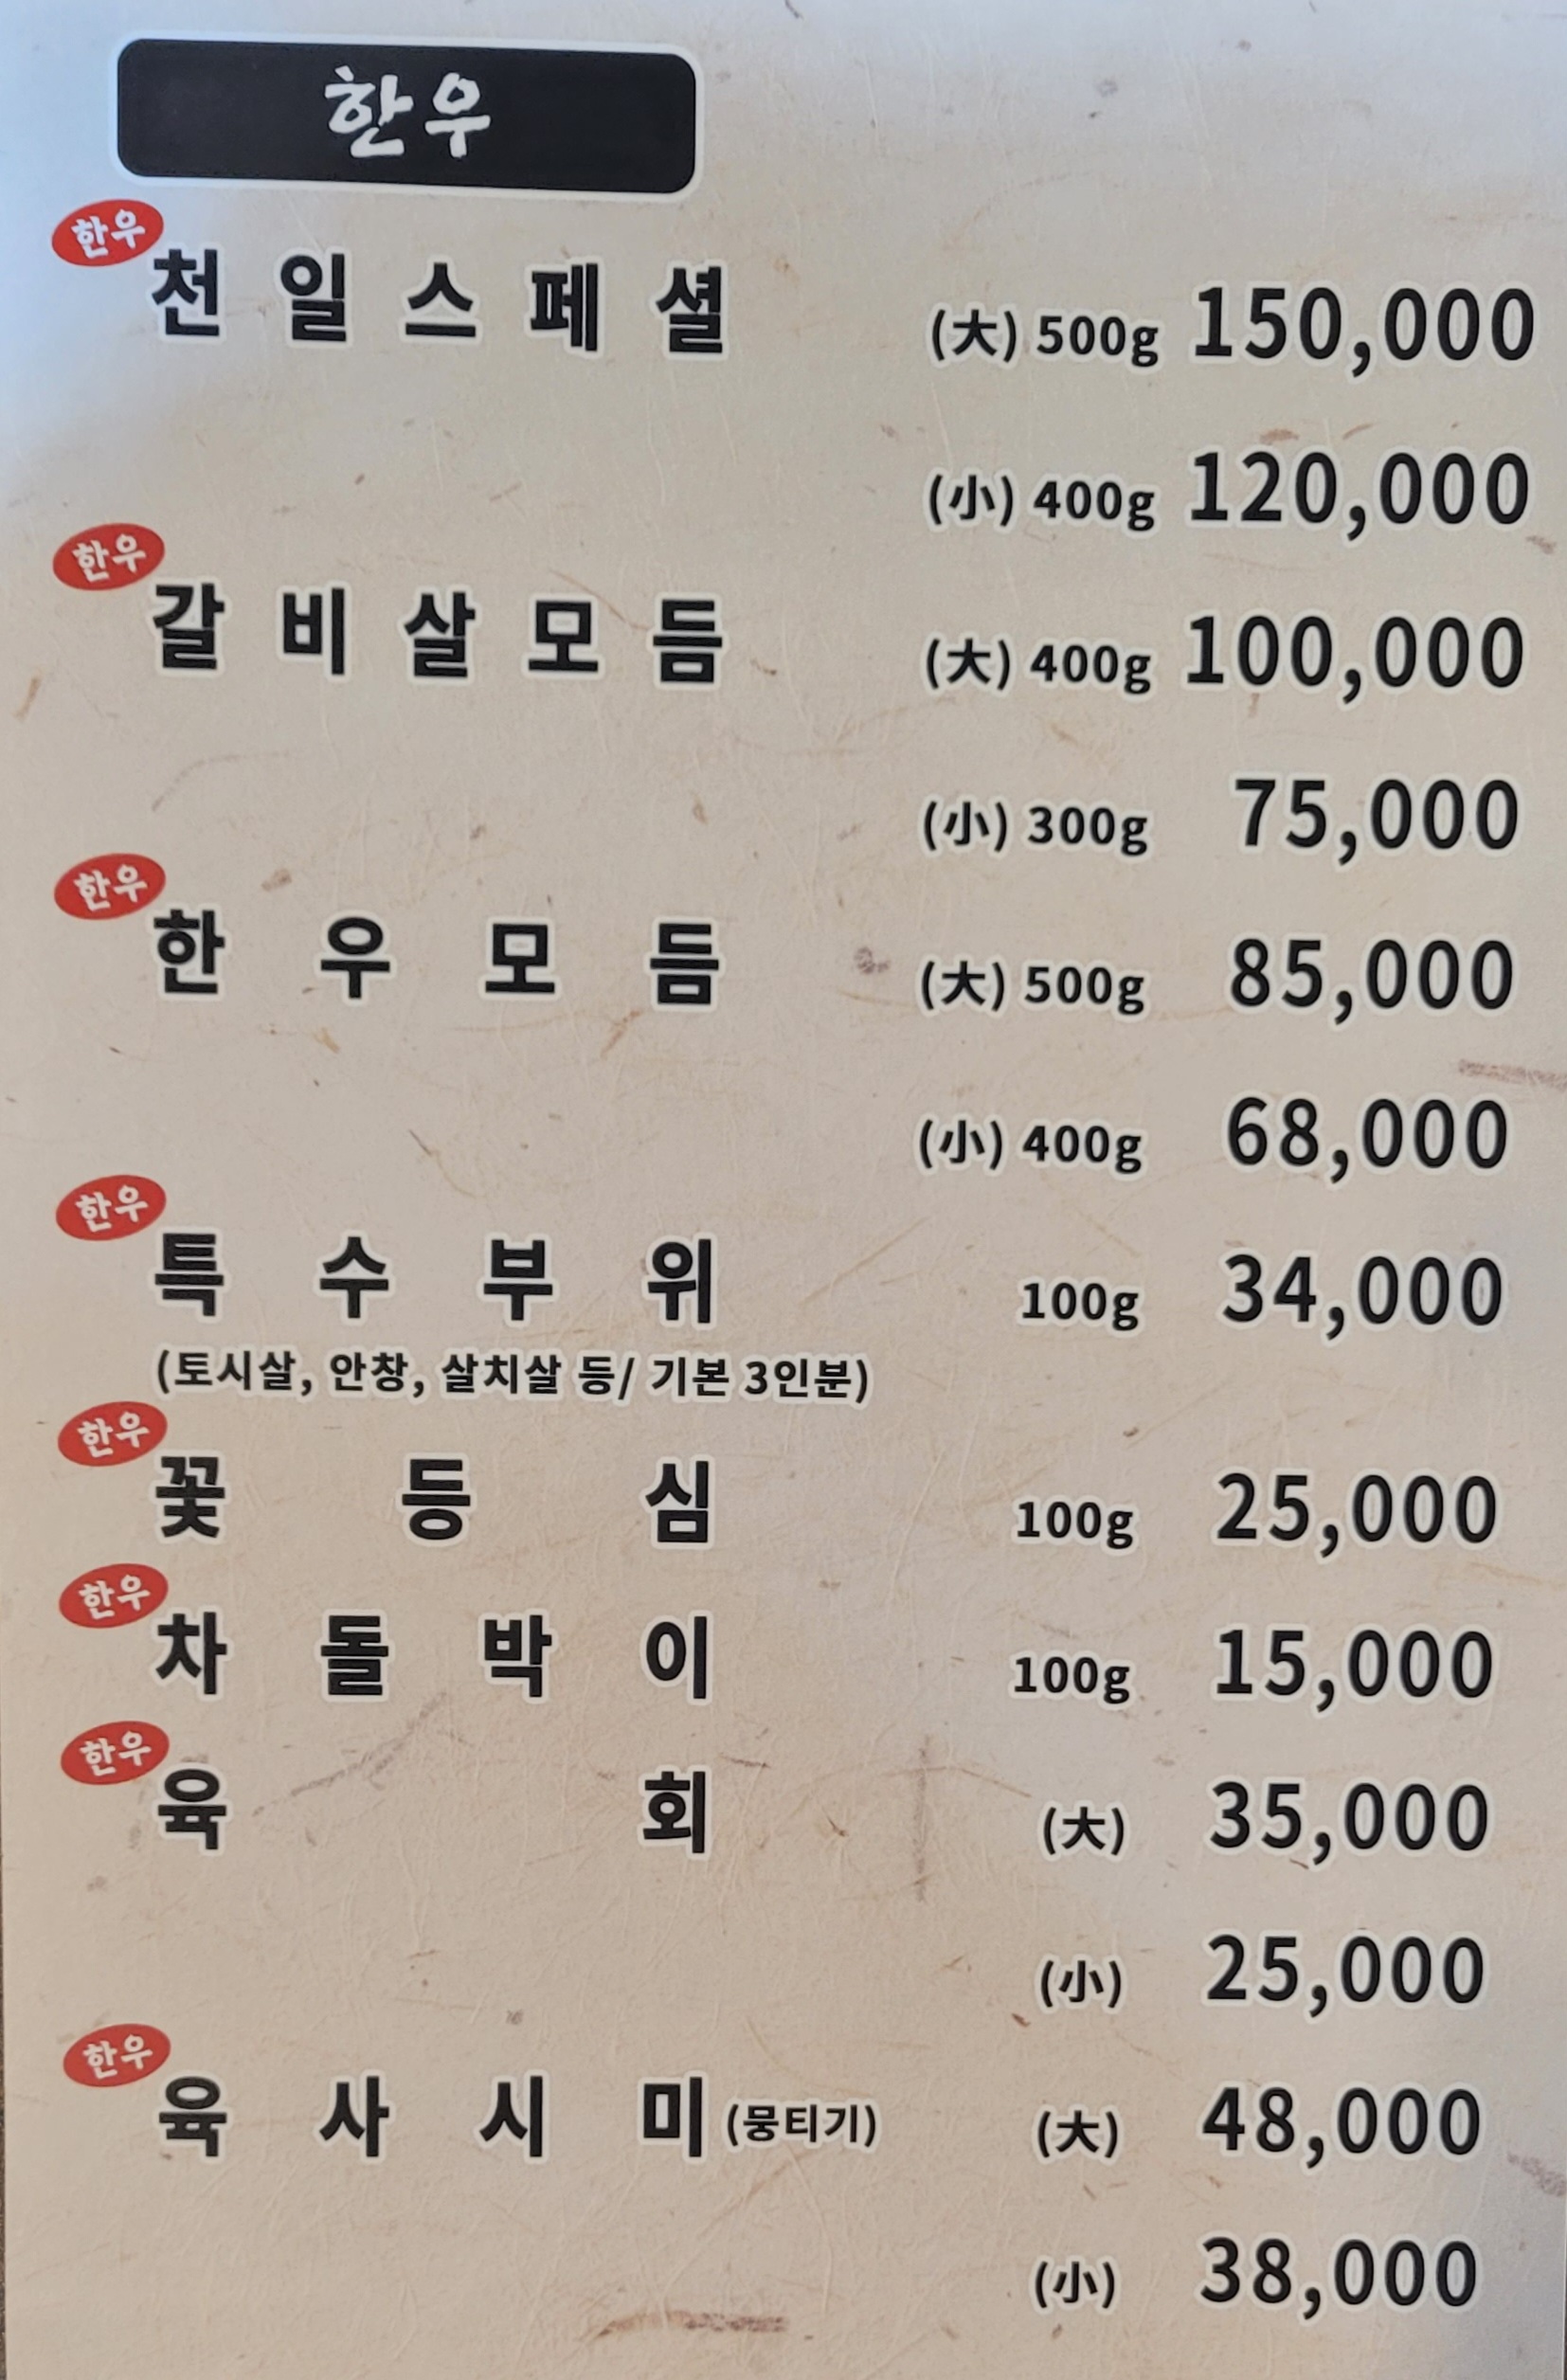 한우
한우
천일스페셜 (大) 500g 150,000
(小) 400g 120,000
한우
갈비살모듬 (大) 400g 100,000
(小) 300g 75,000
한우
한우모듬 (大) 500g 85,000
(小) 400g 68,000
한우
특수부위 100g 34,000
(토시살, 안창, 살치살 등/ 기본 3인분)
한우
꽃등심 100g 25,000
한우
차돌박이 100g 15,000
한우
육회 (大) 35,000
(小) 25,000
한우
육사시미(뭉티기) (大) 48,000
(小) 38,000